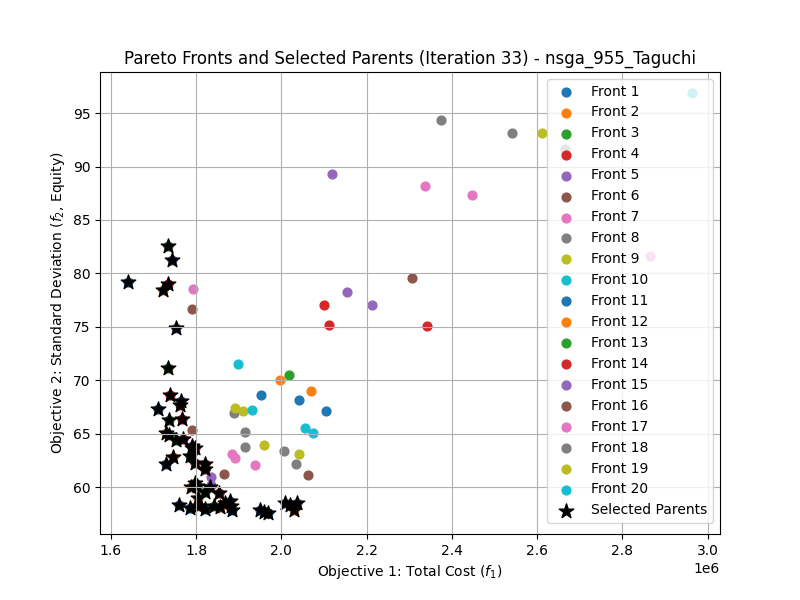 Pareto Fronts and Selected Parents (Iteration 33) - nsga_955_Taguchi
Objective 2: Standard Deviation (f₂, Equity)
95
90
85
80
75
70
65
60
Front 1
Front 2
Front 3
Front 4
Front 5
Front 6
Front 7
Front 8
Front 9
Front 10
Front 11
Front 12
Front 13
Front 14
Front 15
Front 16
Front 17
Front 18
Front 19
Front 20
Selected Parents
1.6 1.8 2.0 2.2 2.4 2.6 2.8 3.0
1e6
Objective 1: Total Cost (f₁)